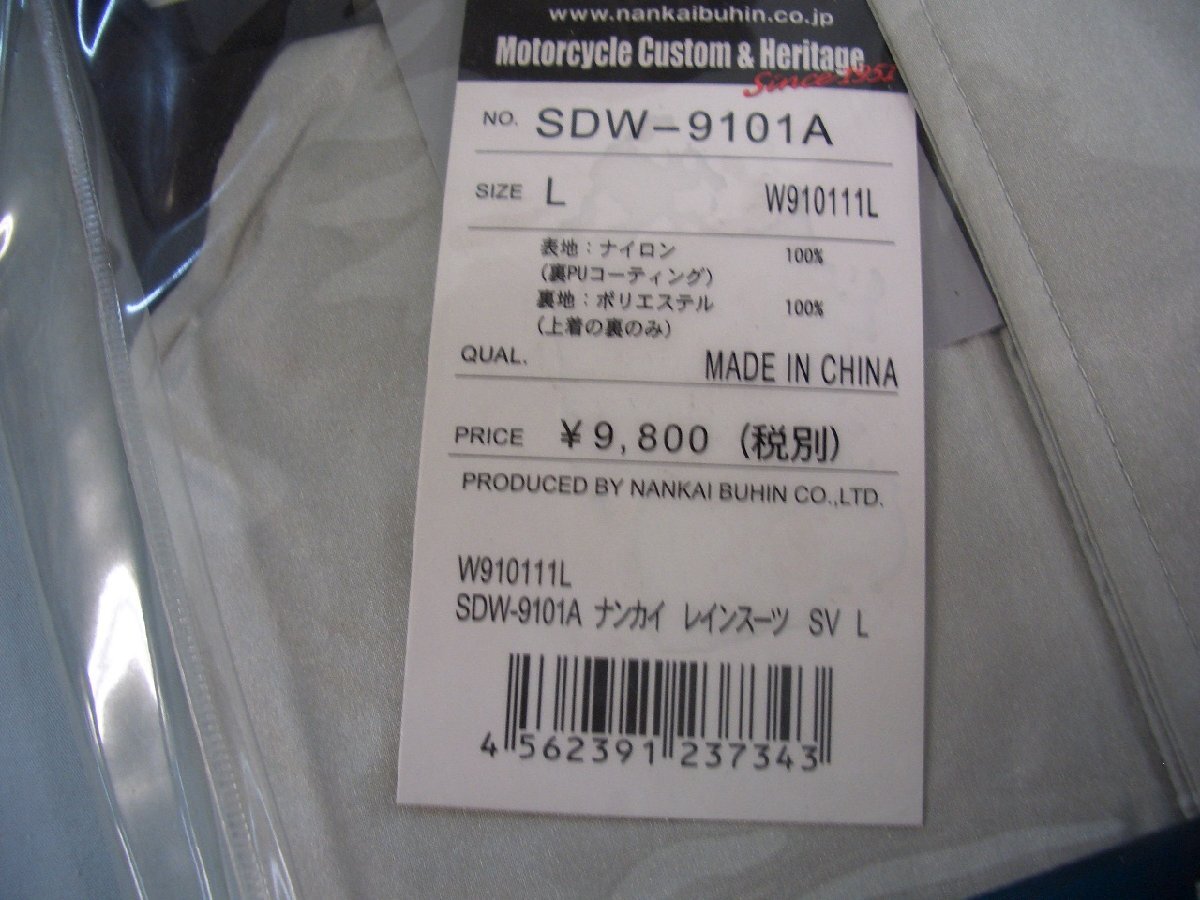 www.nankaibuhin.co.jp
Motorcycle Custom & Heritage
Since 1951
NO. SDW-9101A
SIZE L W910111L
表地：ナイロン 100%
(裏PUコーティング)
裏地：ポリエステル 100%
(上着の裏のみ)
QUAL. MADE IN CHINA
PRICE ¥9,800 (税別)
PRODUCED BY NANKAI BUHIN CO.,LTD.
W910111L
SDW-9101A ナンカイ レインスーツ SV L
4 562391 237343